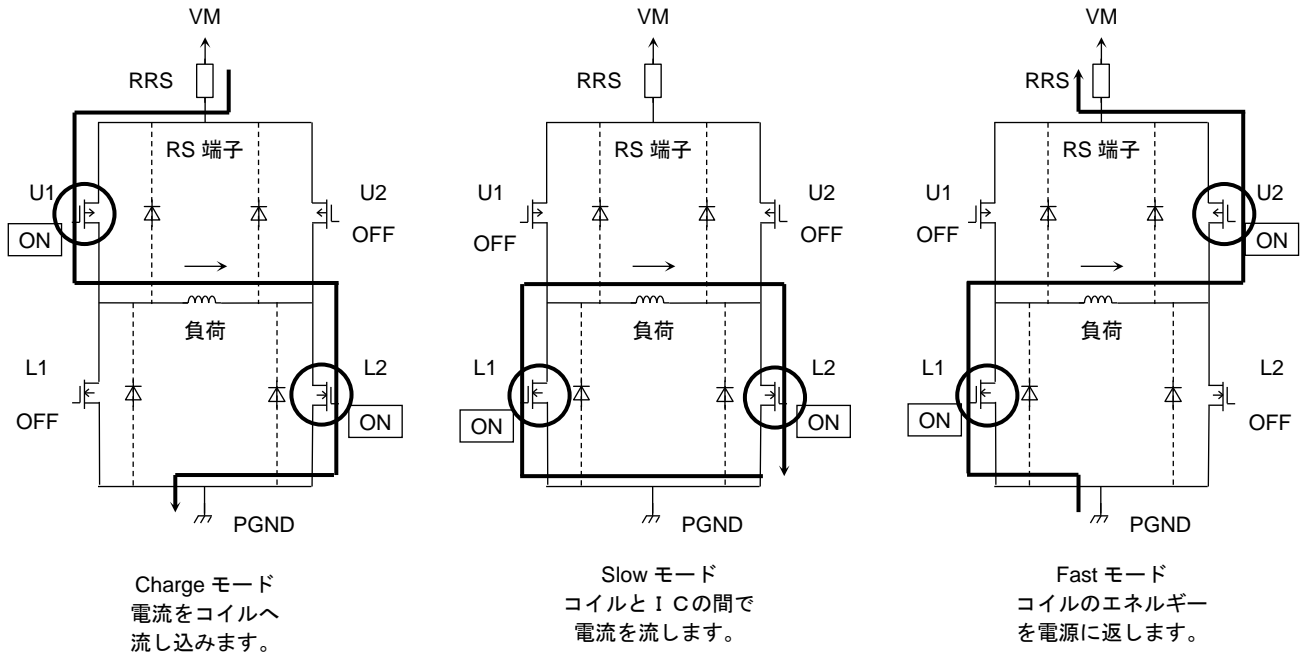 VM
RRS
RS 端子
U1
ON
U2
OFF
負荷
L1
OFF
L2
ON
PGND
Charge モード
電流をコイルへ
流し込みます。
VM
RRS
RS 端子
U1
OFF
U2
OFF
負荷
L1
ON
L2
ON
PGND
Slow モード
コイルとＩＣの間で
電流を流します。
VM
RRS
RS 端子
U1
OFF
U2
ON
負荷
L1
ON
L2
OFF
PGND
Fast モード
コイルのエネルギー
を電源に返します。